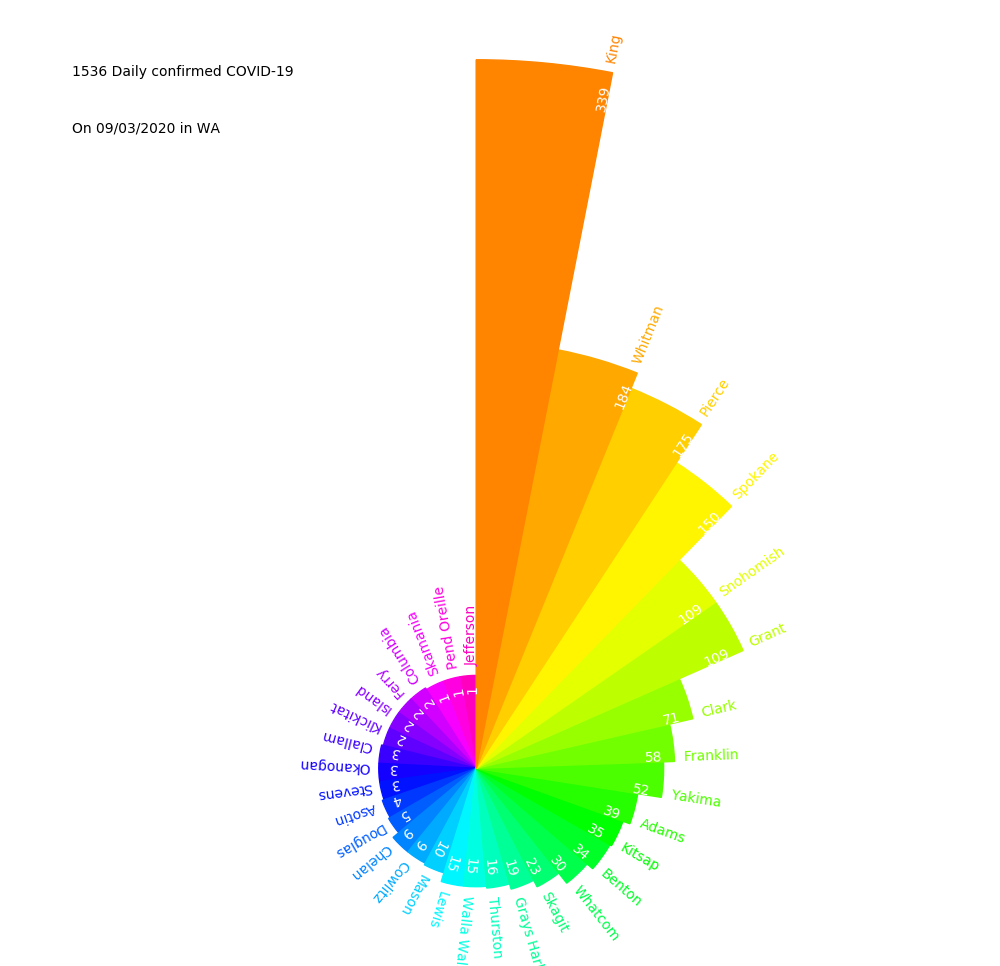 1536 Daily confirmed COVID-19
On 09/03/2020 in WA
King
339
Whitman
184
Pierce
175
Spokane
150
Snohomish
109
Grant
109
Clark
71
Franklin
58
Yakima
52
Adams
39
Kitsap
35
Benton
34
Whatcom
30
Skagit
23
Grays Har
19
Thurston
16
Walla Wal
15
Lewis
15
Mason
10
Cowlitz
9
Chelan
9
Douglas
5
Asotin
4
Stevens
3
Okanogan
3
Clallam
3
Klickitat
2
Island
2
Ferry
2
Columbia
2
Skamania
1
Pend Oreille
1
Jefferson
1